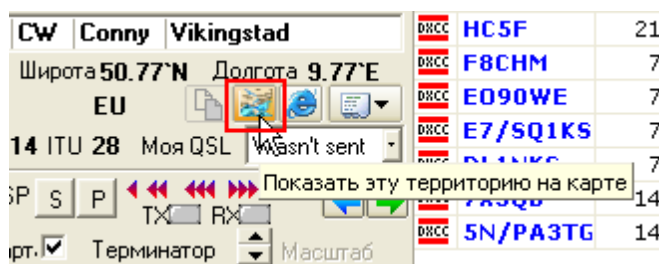 CW Conny Vikingstad
Широта 50.77`N Долгота 9.77`E
EU
14 ITU 28 Моя QSL Wasn't sent
SP S P
TX RX
Показать эту территорию на карте
арт. Терминатор Масштаб
DXCC HC5F 21
DXCC F8CHM 7
DXCC EO90WE 7
DXCC E7/SQ1KS 7
7
14
DXCC 5N/PA3TG 14